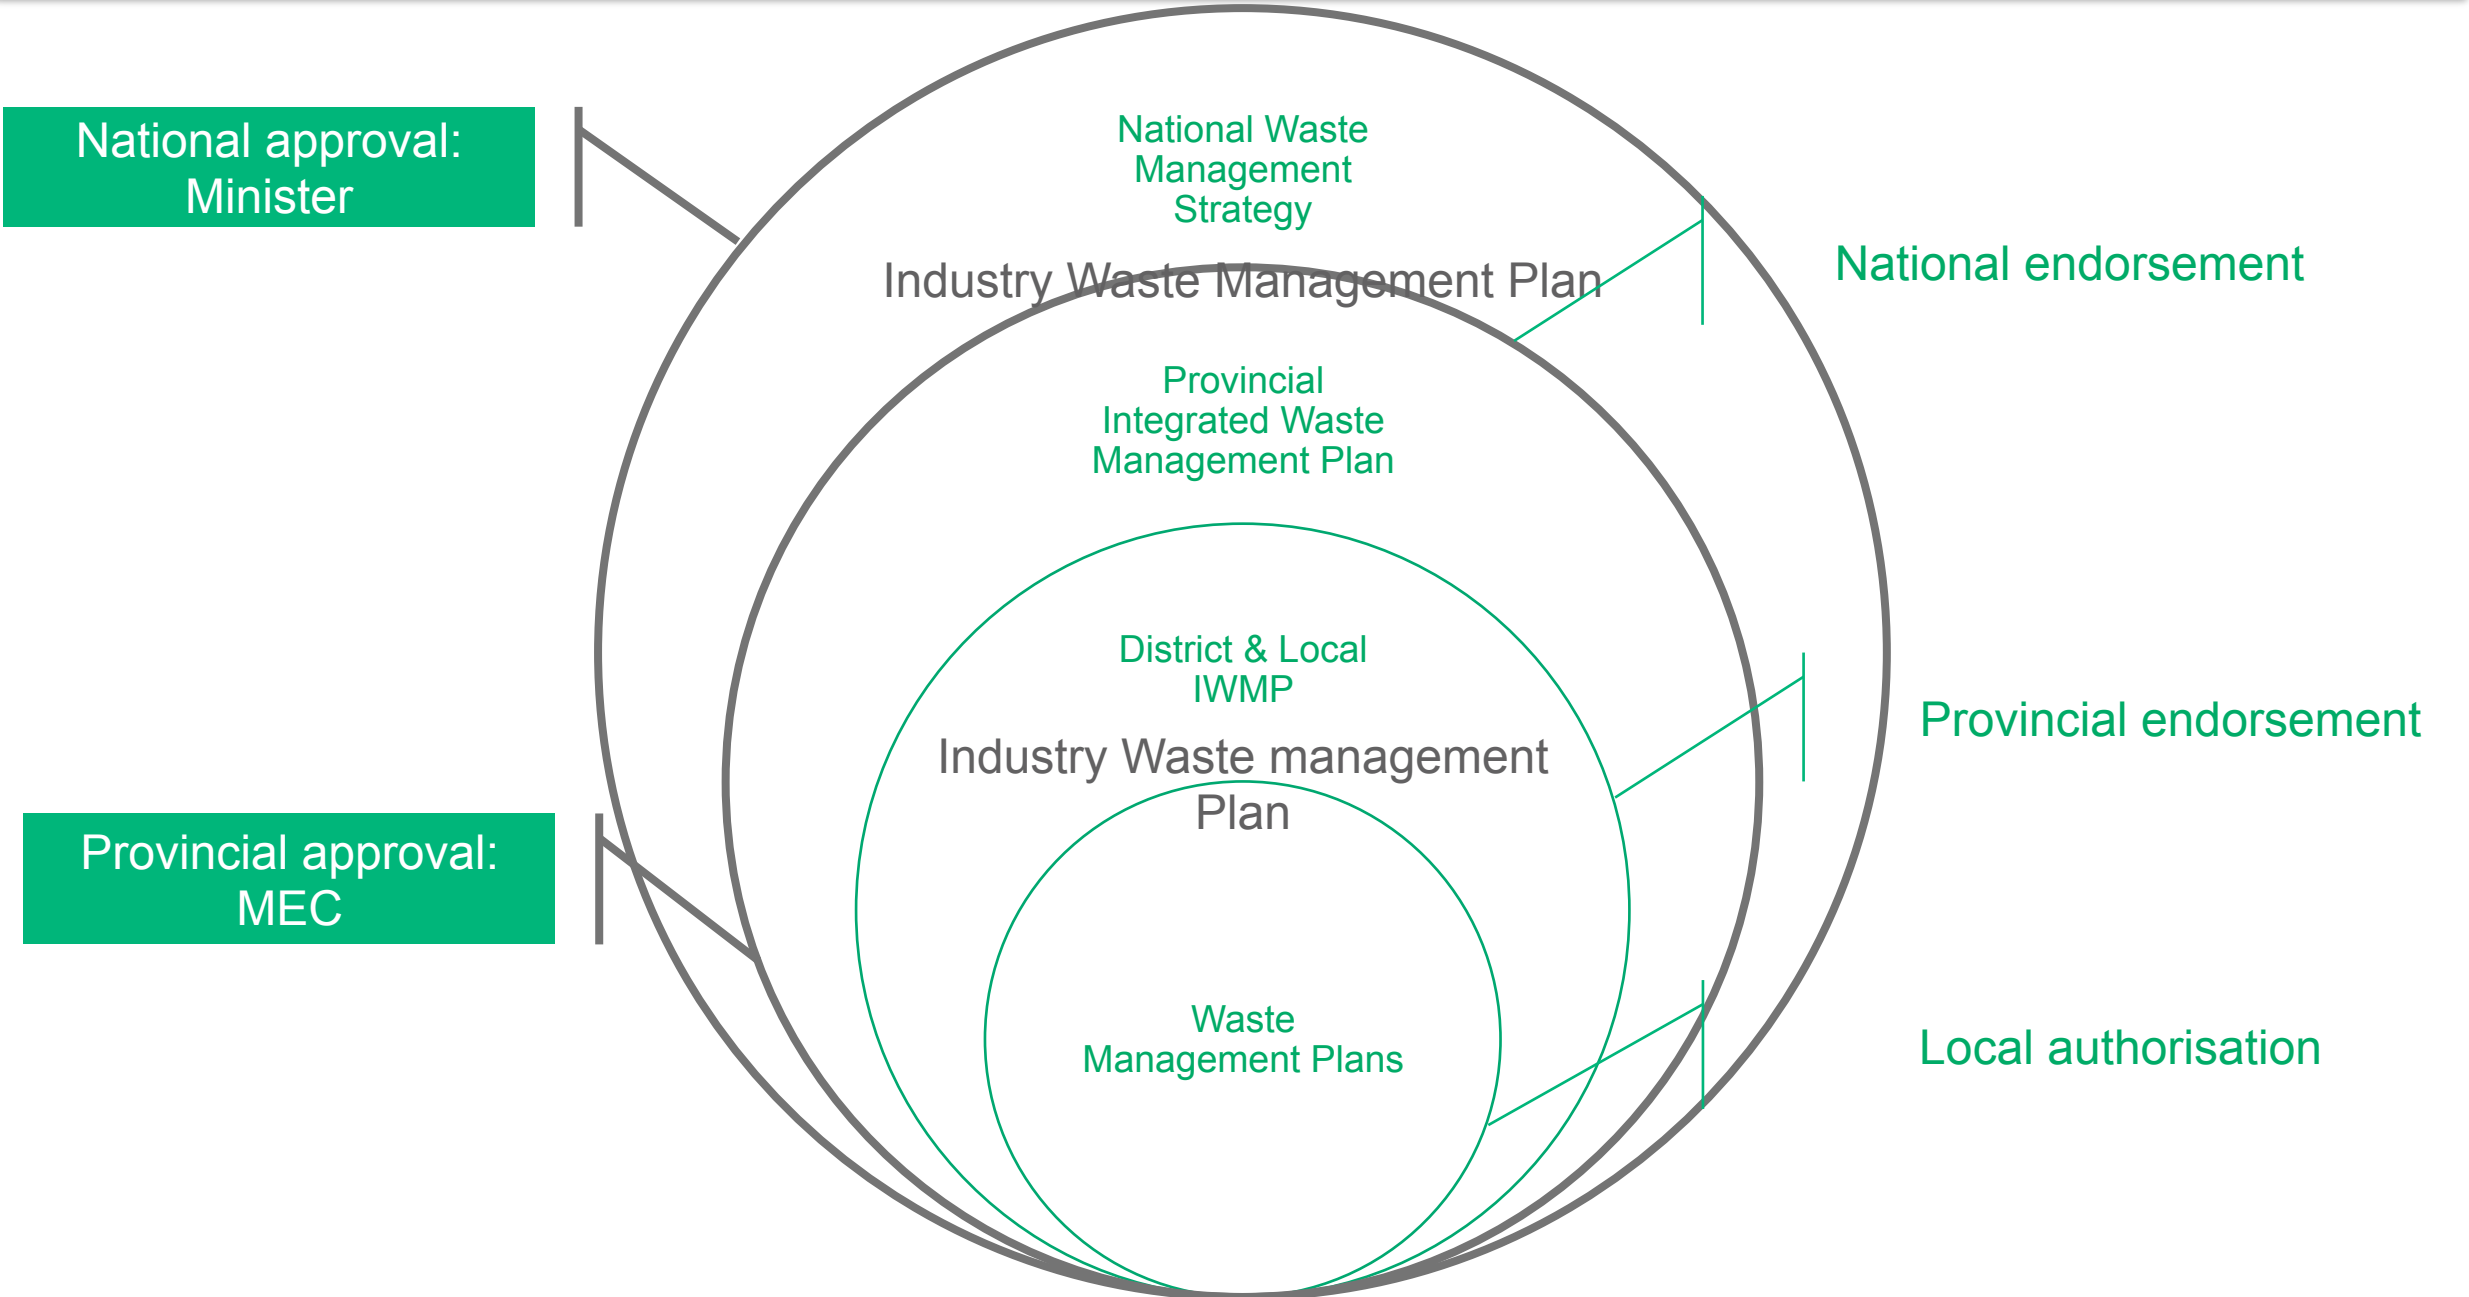 National approval:
Minister
National Waste
Management
Strategy
Industry Waste Management Plan
National endorsement
Provincial
Integrated Waste
Management Plan
District & Local
IWMP
Industry Waste management
Plan
Provincial endorsement
Provincial approval:
MEC
Waste
Management Plans
Local authorisation